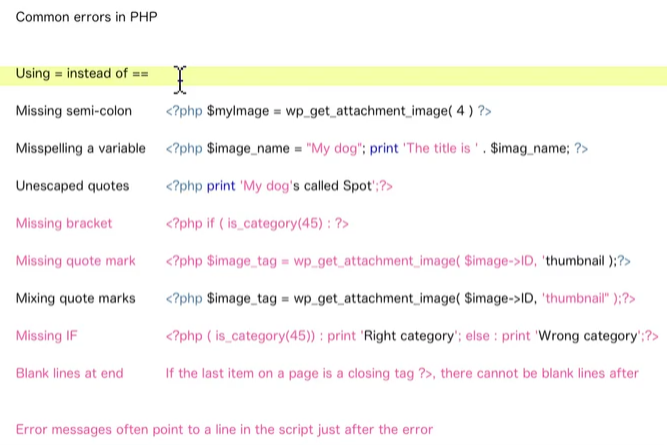 Common errors in PHP
Using = instead of ==
Missing semi-colon <?php $myImage = wp_get_attachment_image( 4 ) ?>
Misspelling a variable <?php $image_name = "My dog"; print 'The title is ' . $imag_name; ?>
Unescaped quotes <?php print 'My dog's called Spot';?>
Missing bracket <?php if ( is_category(45) : ?>
Missing quote mark <?php $image_tag = wp_get_attachment_image( $image->ID, 'thumbnail );?>
Mixing quote marks <?php $image_tag = wp_get_attachment_image( $image->ID, 'thumbnail" );?>
Missing IF <?php ( is_category(45)) : print 'Right category'; else : print 'Wrong category';?>
Blank lines at end If the last item on a page is a closing tag ?>, there cannot be blank lines after
Error messages often point to a line in the script just after the error